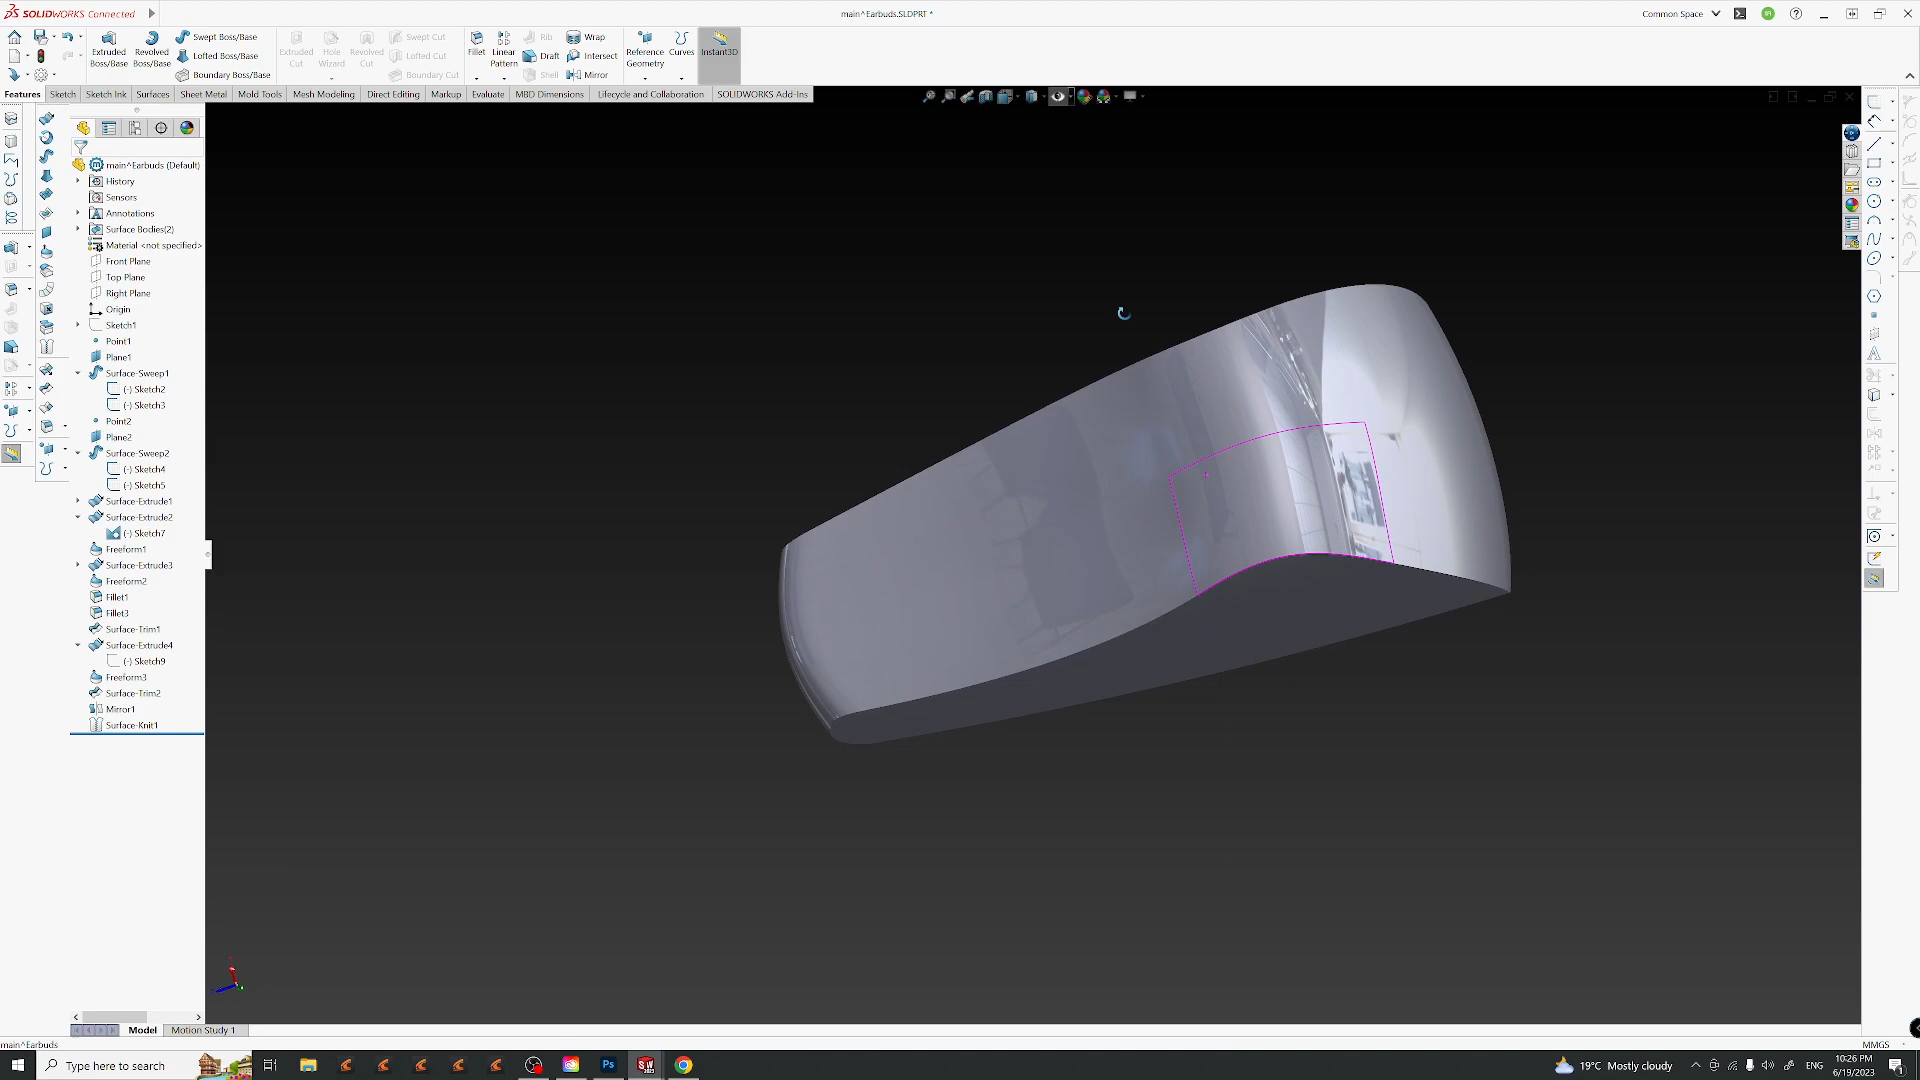 SOLIDWORKS Connected
main^Earbuds.SLDPRT *
Common Space
Extruded Boss/Base
Revolved Boss/Base
Swept Boss/Base
Lofted Boss/Base
Boundary Boss/Base
Extruded Cut
Hole Wizard
Revolved Cut
Swept Cut
Lofted Cut
Boundary Cut
Fillet
Linear Pattern
Rib
Draft
Shell
Wrap
Intersect
Mirror
Reference Geometry
Curves
Instant3D
Features
Sketch
Sketch Ink
Surfaces
Sheet Metal
Mold Tools
Mesh Modeling
Direct Editing
Markup
Evaluate
MBD Dimensions
Lifecycle and Collaboration
SOLIDWORKS Add-Ins
main^Earbuds (Default)
History
Sensors
Annotations
Surface Bodies(2)
Material <not specified>
Front Plane
Top Plane
Right Plane
Origin
Sketch1
Point1
Plane1
Surface-Sweep1
(-) Sketch2
(-) Sketch3
Point2
Plane2
Surface-Sweep2
(-) Sketch4
(-) Sketch5
Surface-Extrude1
Surface-Extrude2
(-) Sketch7
Freeform1
Surface-Extrude3
Freeform2
Fillet1
Fillet3
Surface-Trim1
Surface-Extrude4
(-) Sketch9
Freeform3
Surface-Trim2
Mirror1
Surface-Knit1
Model
Motion Study 1
main^Earbuds
MMGS
Type here to search
Ps
SW
19°C Mostly cloudy
ENG
10:26 PM
6/19/2023